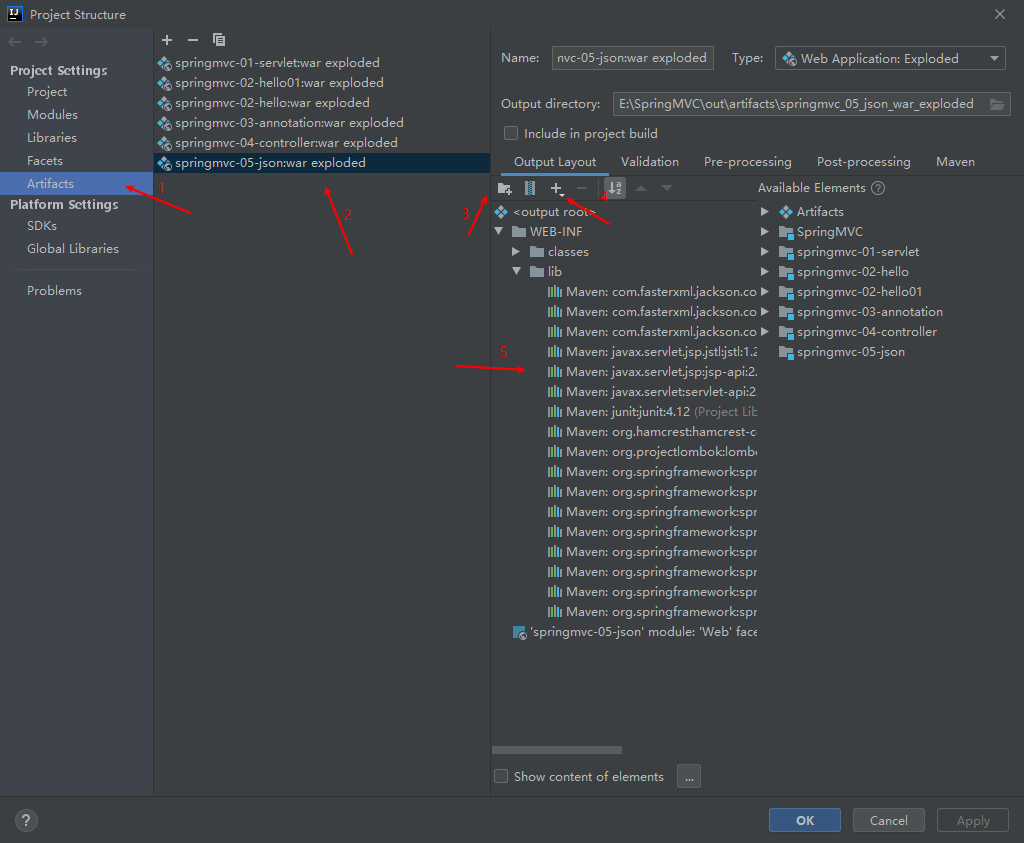 Project Structure
Project Settings
Project
Modules
Libraries
Facets
Artifacts
Platform Settings
SDKs
Global Libraries
Problems
springmvc-01-servlet:war exploded
springmvc-02-hello01:war exploded
springmvc-02-hello:war exploded
springmvc-03-annotation:war exploded
springmvc-04-controller:war exploded
springmvc-05-json:war exploded
1
2
Name: nvc-05-json:war exploded Type: Web Application: Exploded
Output directory: E:\SpringMVC\out\artifacts\springmvc_05_json_war_exploded
Include in project build
Output Layout Validation Pre-processing Post-processing Maven
3
4
<output root>
WEB-INF
classes
lib
Maven: com.fasterxml.jackson.co
Maven: com.fasterxml.jackson.co
Maven: com.fasterxml.jackson.co
Maven: javax.servlet.jsp.jstl:jstl:1.2
5
Maven: javax.servlet.jsp:jsp-api:2.
Maven: javax.servlet:servlet-api:2
Maven: junit:junit:4.12 (Project Lib
Maven: org.hamcrest:hamcrest-c
Maven: org.projectlombok:lombo
Maven: org.springframework:spr
Maven: org.springframework:spr
Maven: org.springframework:spr
Maven: org.springframework:spr
Maven: org.springframework:spr
Maven: org.springframework:spr
Maven: org.springframework:spr
Maven: org.springframework:spr
'springmvc-05-json' module: 'Web' face
Available Elements ?
Artifacts
SpringMVC
springmvc-01-servlet
springmvc-02-hello
springmvc-02-hello01
springmvc-03-annotation
springmvc-04-controller
springmvc-05-json
Show content of elements ...
? OK Cancel Apply